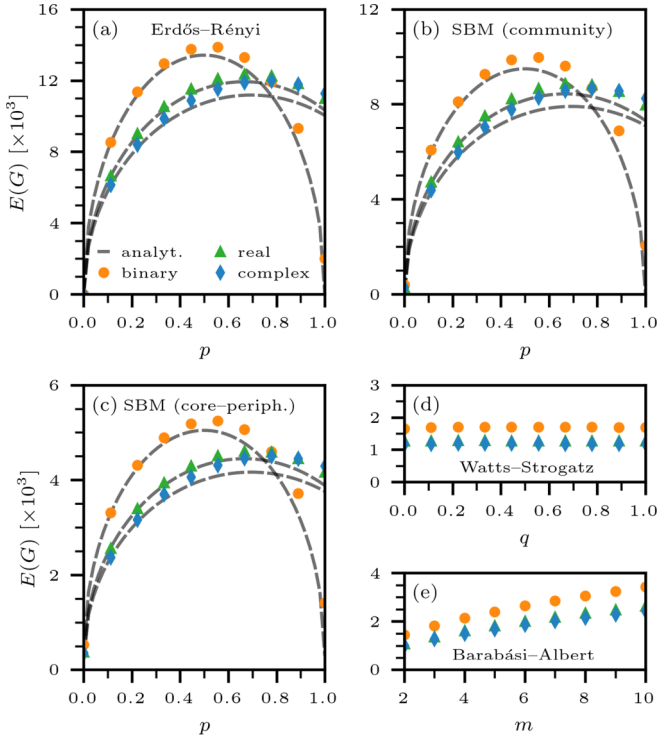 (a) Erdős–Rényi
E(G) [×10³]
16
12
8
4
0
0.0 0.2 0.4 0.6 0.8 1.0
p
analyt.
binary
real
complex
(b) SBM (community)
12
8
4
0
0.0 0.2 0.4 0.6 0.8 1.0
p
(c) SBM (core–periph.)
E(G) [×10³]
6
4
2
0
0.0 0.2 0.4 0.6 0.8 1.0
p
(d)
Watts–Strogatz
3
2
1
0
0.0 0.2 0.4 0.6 0.8 1.0
q
(e)
Barabási–Albert
4
2
0
2 4 6 8 10
m